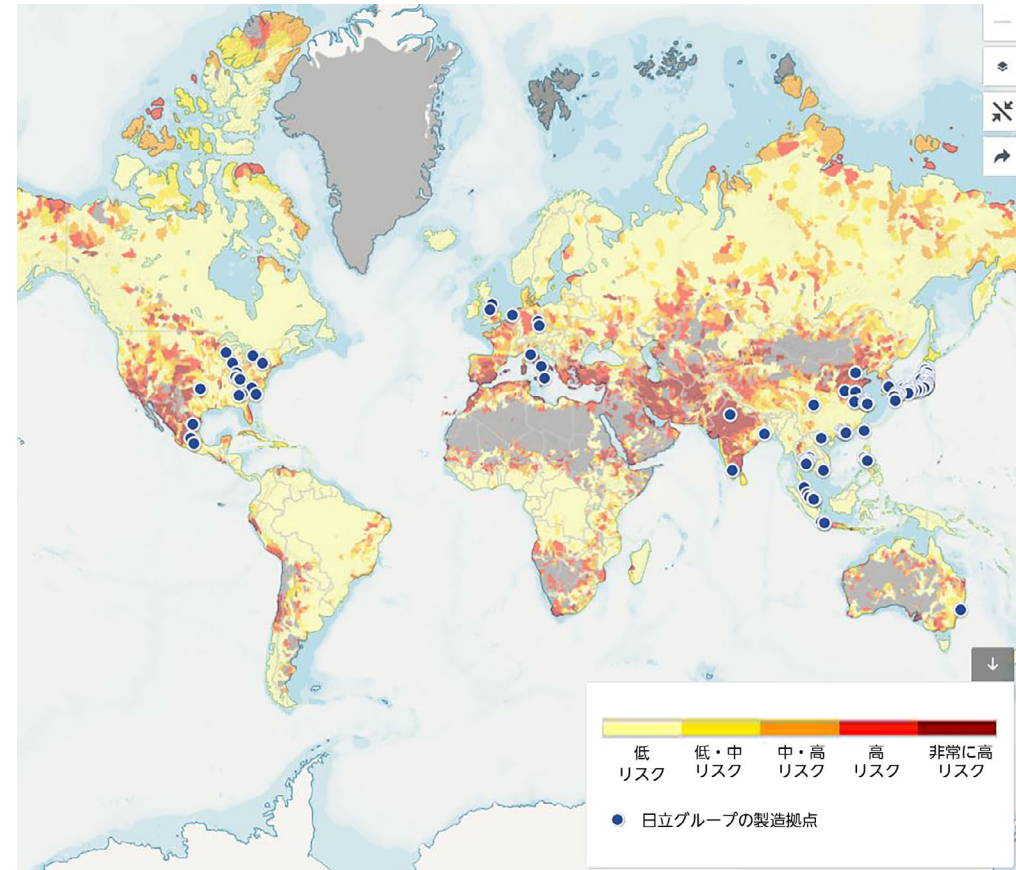 低
リスク
低・中
リスク
中・高
リスク
高
リスク
非常に高
リスク
日立グループの製造拠点